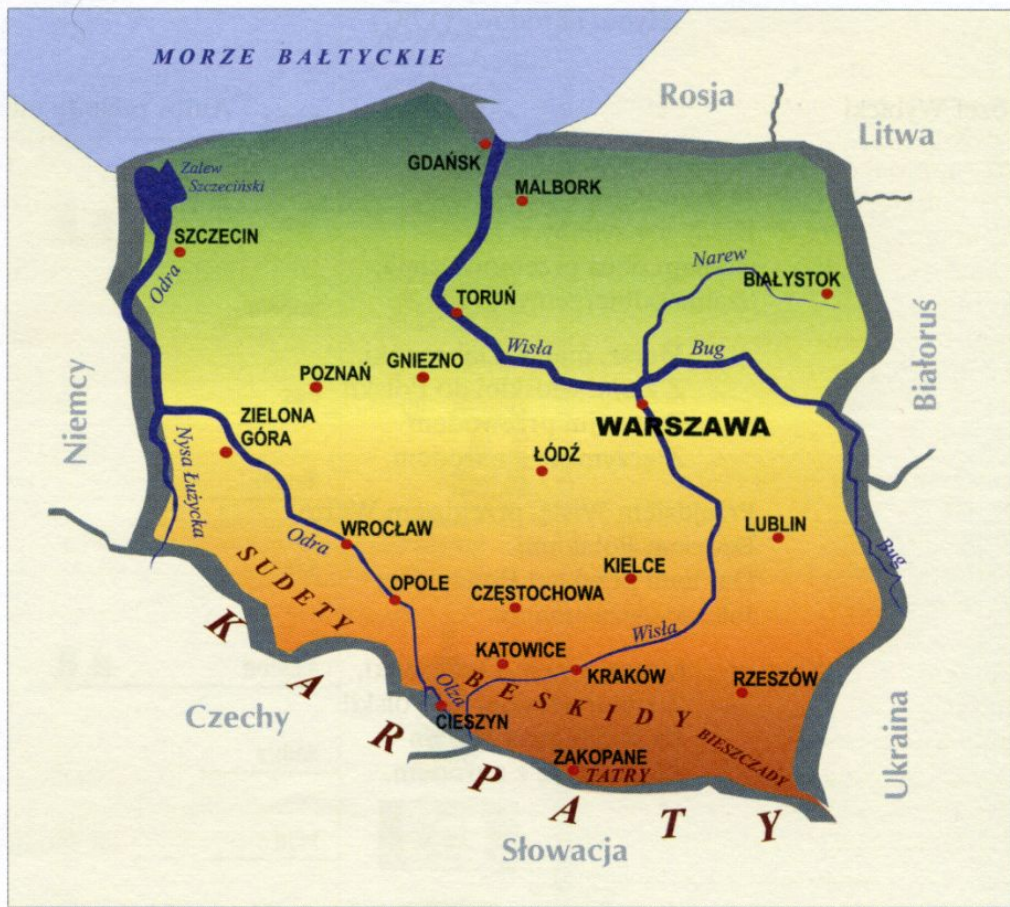 MORZE BAŁTYCKIE
Rosja
Litwa
GDAŃSK
Zalew
Szczeciński
MALBORK
SZCZECIN
Odra
Narew
BIAŁYSTOK
TORUŃ
Wisła
Bug
Białoruś
GNIEZNO
POZNAŃ
Niemcy
ZIELONA
GÓRA
WARSZAWA
ŁÓDŹ
Nysa Łużycka
Odra
WROCŁAW
LUBLIN
Bug
SUDETY
OPOLE
CZĘSTOCHOWA
KIELCE
Wisła
KATOWICE
KRAKÓW
RZESZÓW
Olza
BESKIDY
CIESZYN
BIESZCZADY
Czechy
Ukraina
ZAKOPANE
TATRY
KARPATY
Słowacja